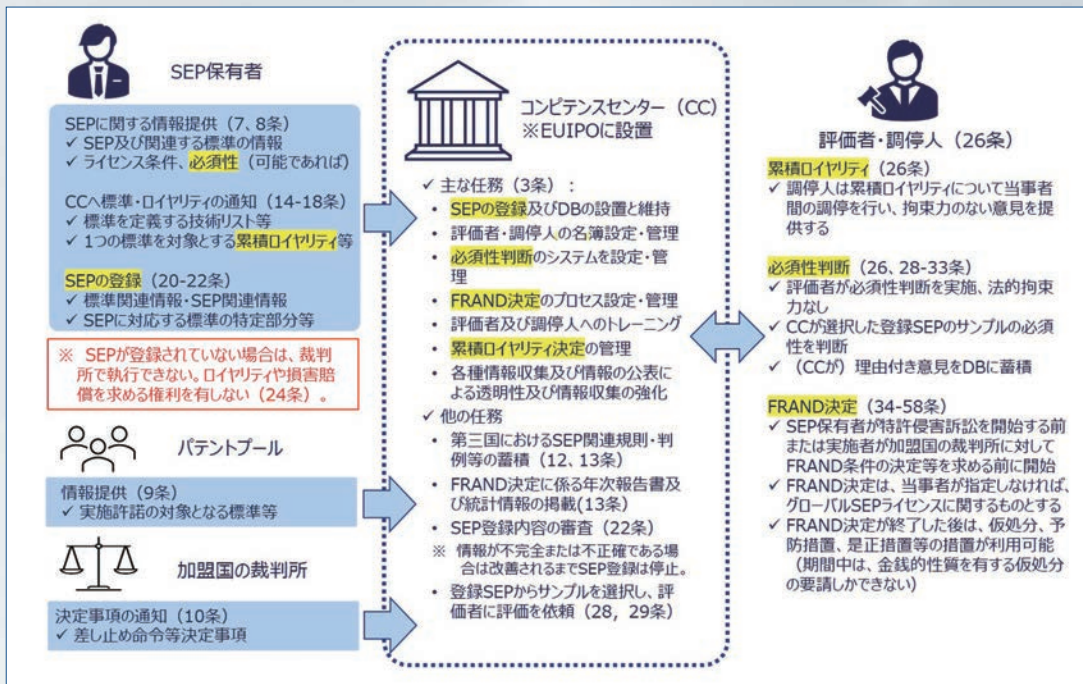 SEP保有者
SEPに関する情報提供（7、8条）
✓ SEP及び関連する標準の情報
✓ ライセンス条件、必須性（可能であれば）
CCへ標準・ロイヤリティの通知（14-18条）
✓ 標準を定義する技術リスト等
✓ 1つの標準を対象とする累積ロイヤリティ等
SEPの登録（20-22条）
✓ 標準関連情報・SEP関連情報
✓ SEPに対応する標準の特定部分等
※ SEPが登録されていない場合は、裁判
所で執行できない。ロイヤリティや損害賠
償を求める権利を有しない（24条）。
パテントプール
情報提供（9条）
✓ 実施許諾の対象となる標準等
加盟国の裁判所
決定事項の通知（10条）
✓ 差し止め命令等決定事項
コンピテンスセンター（CC）
※EUIPOに設置
✓ 主な任務（3条）：
• SEPの登録及びDBの設置と維持
• 評価者・調停人の名簿設定・管理
• 必須性判断のシステムを設定・管
理
• FRAND決定のプロセス設定・管理
• 評価者及び調停人へのトレーニング
• 累積ロイヤリティ決定の管理
• 各種情報収集及び情報の公表に
よる透明性及び情報収集の強化
✓ 他の任務
• 第三国におけるSEP関連規則・判
例等の蓄積（12、13条）
• FRAND決定に係る年次報告書及
び統計情報の掲載(13条）
• SEP登録内容の審査（22条）
※ 情報が不完全または不正確である場
合は改善されるまでSEP登録は停止。
• 登録SEPからサンプルを選択し、評
価者に評価を依頼（28，29条）
評価者・調停人（26条）
累積ロイヤリティ（26条）
✓ 調停人は累積ロイヤリティについて当事者
間の調停を行い、拘束力のない意見を提
供する
必須性判断（26、28-33条）
✓ 評価者が必須性判断を実施、法的拘束
力なし
✓ CCが選択した登録SEPのサンプルの必須
性を判断
✓ （CCが）理由付き意見をDBに蓄積
FRAND決定（34-58条）
✓ SEP保有者が特許侵害訴訟を開始する前
または実施者が加盟国の裁判所に対して
FRAND条件の決定等を求める前に開始
✓ FRAND決定は、当事者が指定しなければ、
グローバルSEPライセンスに関するものとする
✓ FRAND決定が終了した後は、仮処分、予
防措置、是正措置等の措置が利用可能
（期間中は、金銭的性質を有する仮処分
の要請しかできない）